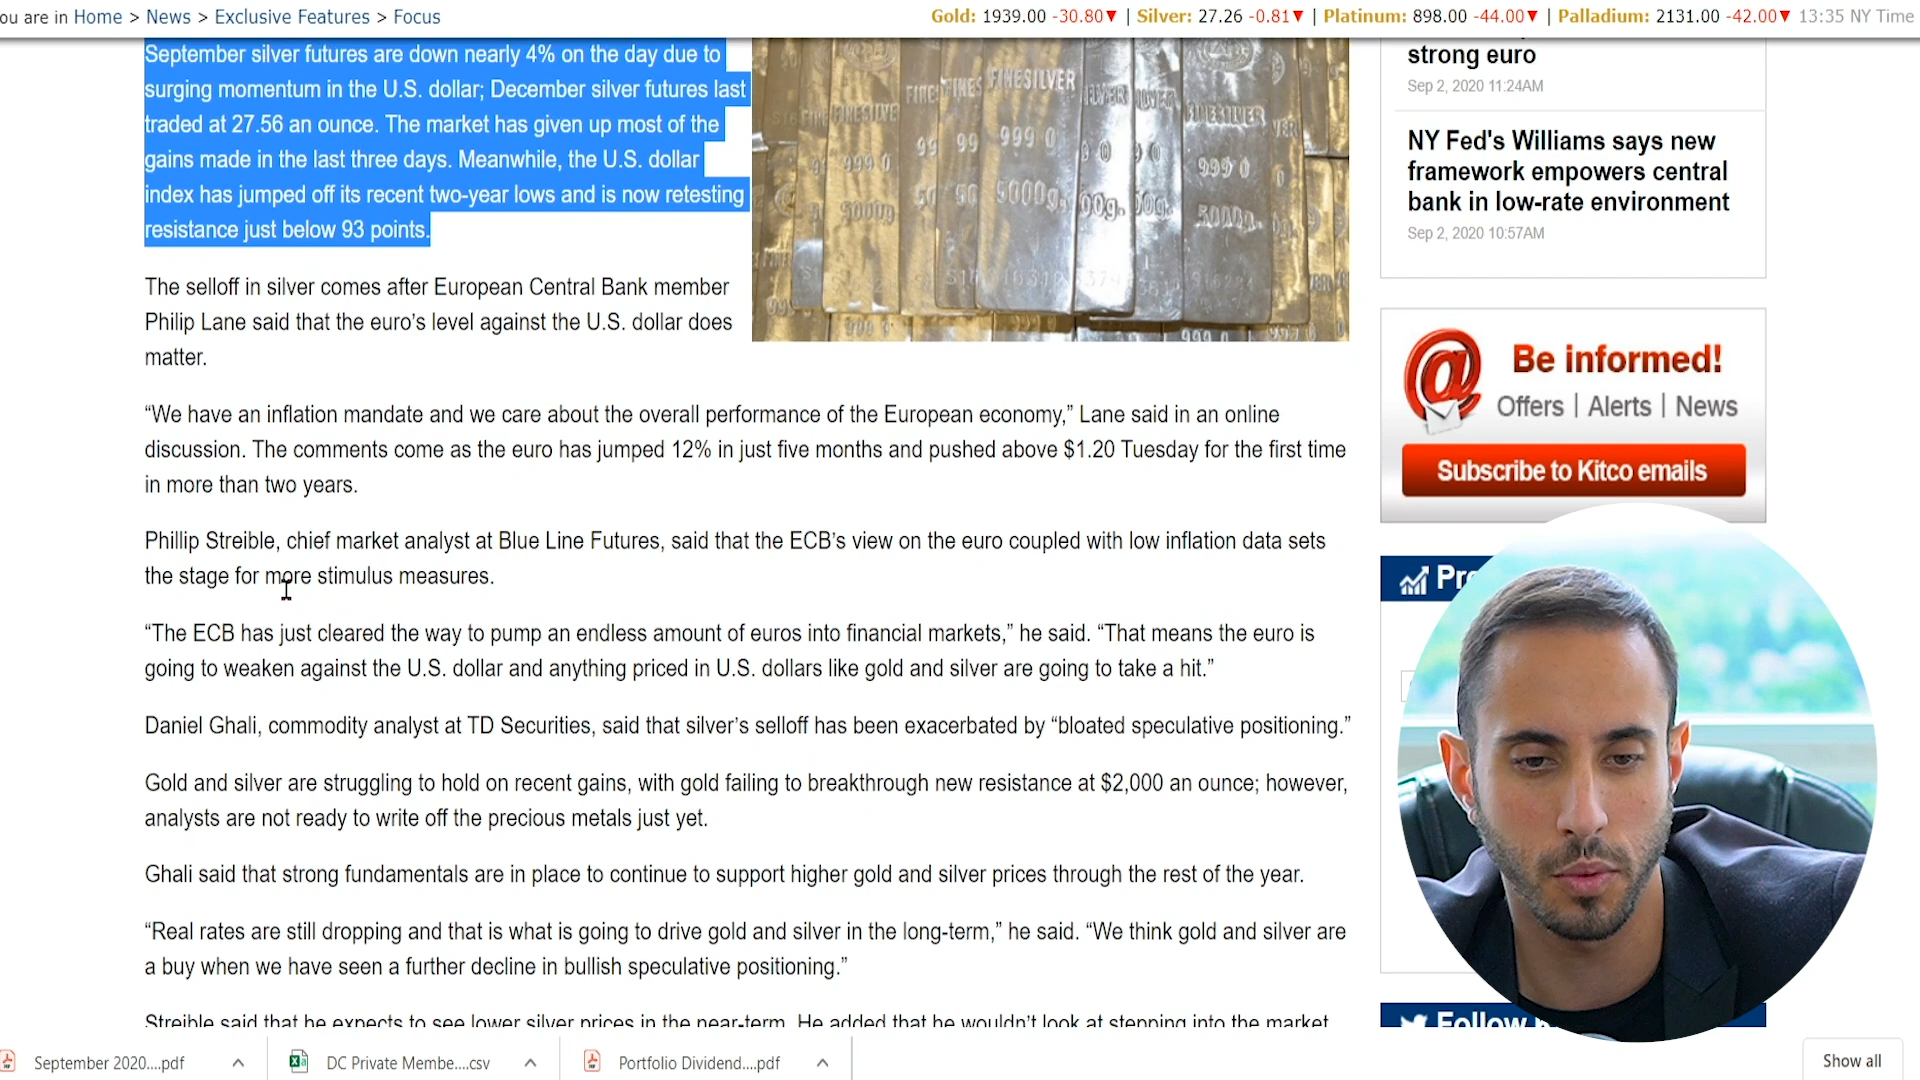 ou are in Home > News > Exclusive Features > Focus
Gold: 1939.00 -30.80▼ | Silver: 27.26 -0.81▼ | Platinum: 898.00 -44.00▼ | Palladium: 2131.00 -42.00▼ 13:35 NY Time
September silver futures are down nearly 4% on the day due to
surging momentum in the U.S. dollar; December silver futures last
traded at 27.56 an ounce. The market has given up most of the
gains made in the last three days. Meanwhile, the U.S. dollar
index has jumped off its recent two-year lows and is now retesting
resistance just below 93 points.
The selloff in silver comes after European Central Bank member
Philip Lane said that the euro’s level against the U.S. dollar does
matter.
“We have an inflation mandate and we care about the overall performance of the European economy,” Lane said in an online
discussion. The comments come as the euro has jumped 12% in just five months and pushed above $1.20 Tuesday for the first time
in more than two years.
Phillip Streible, chief market analyst at Blue Line Futures, said that the ECB’s view on the euro coupled with low inflation data sets
the stage for more stimulus measures.
“The ECB has just cleared the way to pump an endless amount of euros into financial markets,” he said. “That means the euro is
going to weaken against the U.S. dollar and anything priced in U.S. dollars like gold and silver are going to take a hit.”
Daniel Ghali, commodity analyst at TD Securities, said that silver’s selloff has been exacerbated by “bloated speculative positioning.”
Gold and silver are struggling to hold on recent gains, with gold failing to breakthrough new resistance at $2,000 an ounce; however,
analysts are not ready to write off the precious metals just yet.
Ghali said that strong fundamentals are in place to continue to support higher gold and silver prices through the rest of the year.
“Real rates are still dropping and that is what is going to drive gold and silver in the long-term,” he said. “We think gold and silver are
a buy when we have seen a further decline in bullish speculative positioning.”
Streible said that he expects to see lower silver prices in the near-term. He added that he wouldn’t look at stepping into the market
FINESILVER
999 0
5000g.
FINESILVER
999 0
5000g.
strong euro
Sep 2, 2020 11:24AM
NY Fed's Williams says new
framework empowers central
bank in low-rate environment
Sep 2, 2020 10:57AM
Be informed!
Offers | Alerts | News
Subscribe to Kitco emails
Follow
September 2020....pdf
DC Private Membe....csv
Portfolio Dividend....pdf
Show all